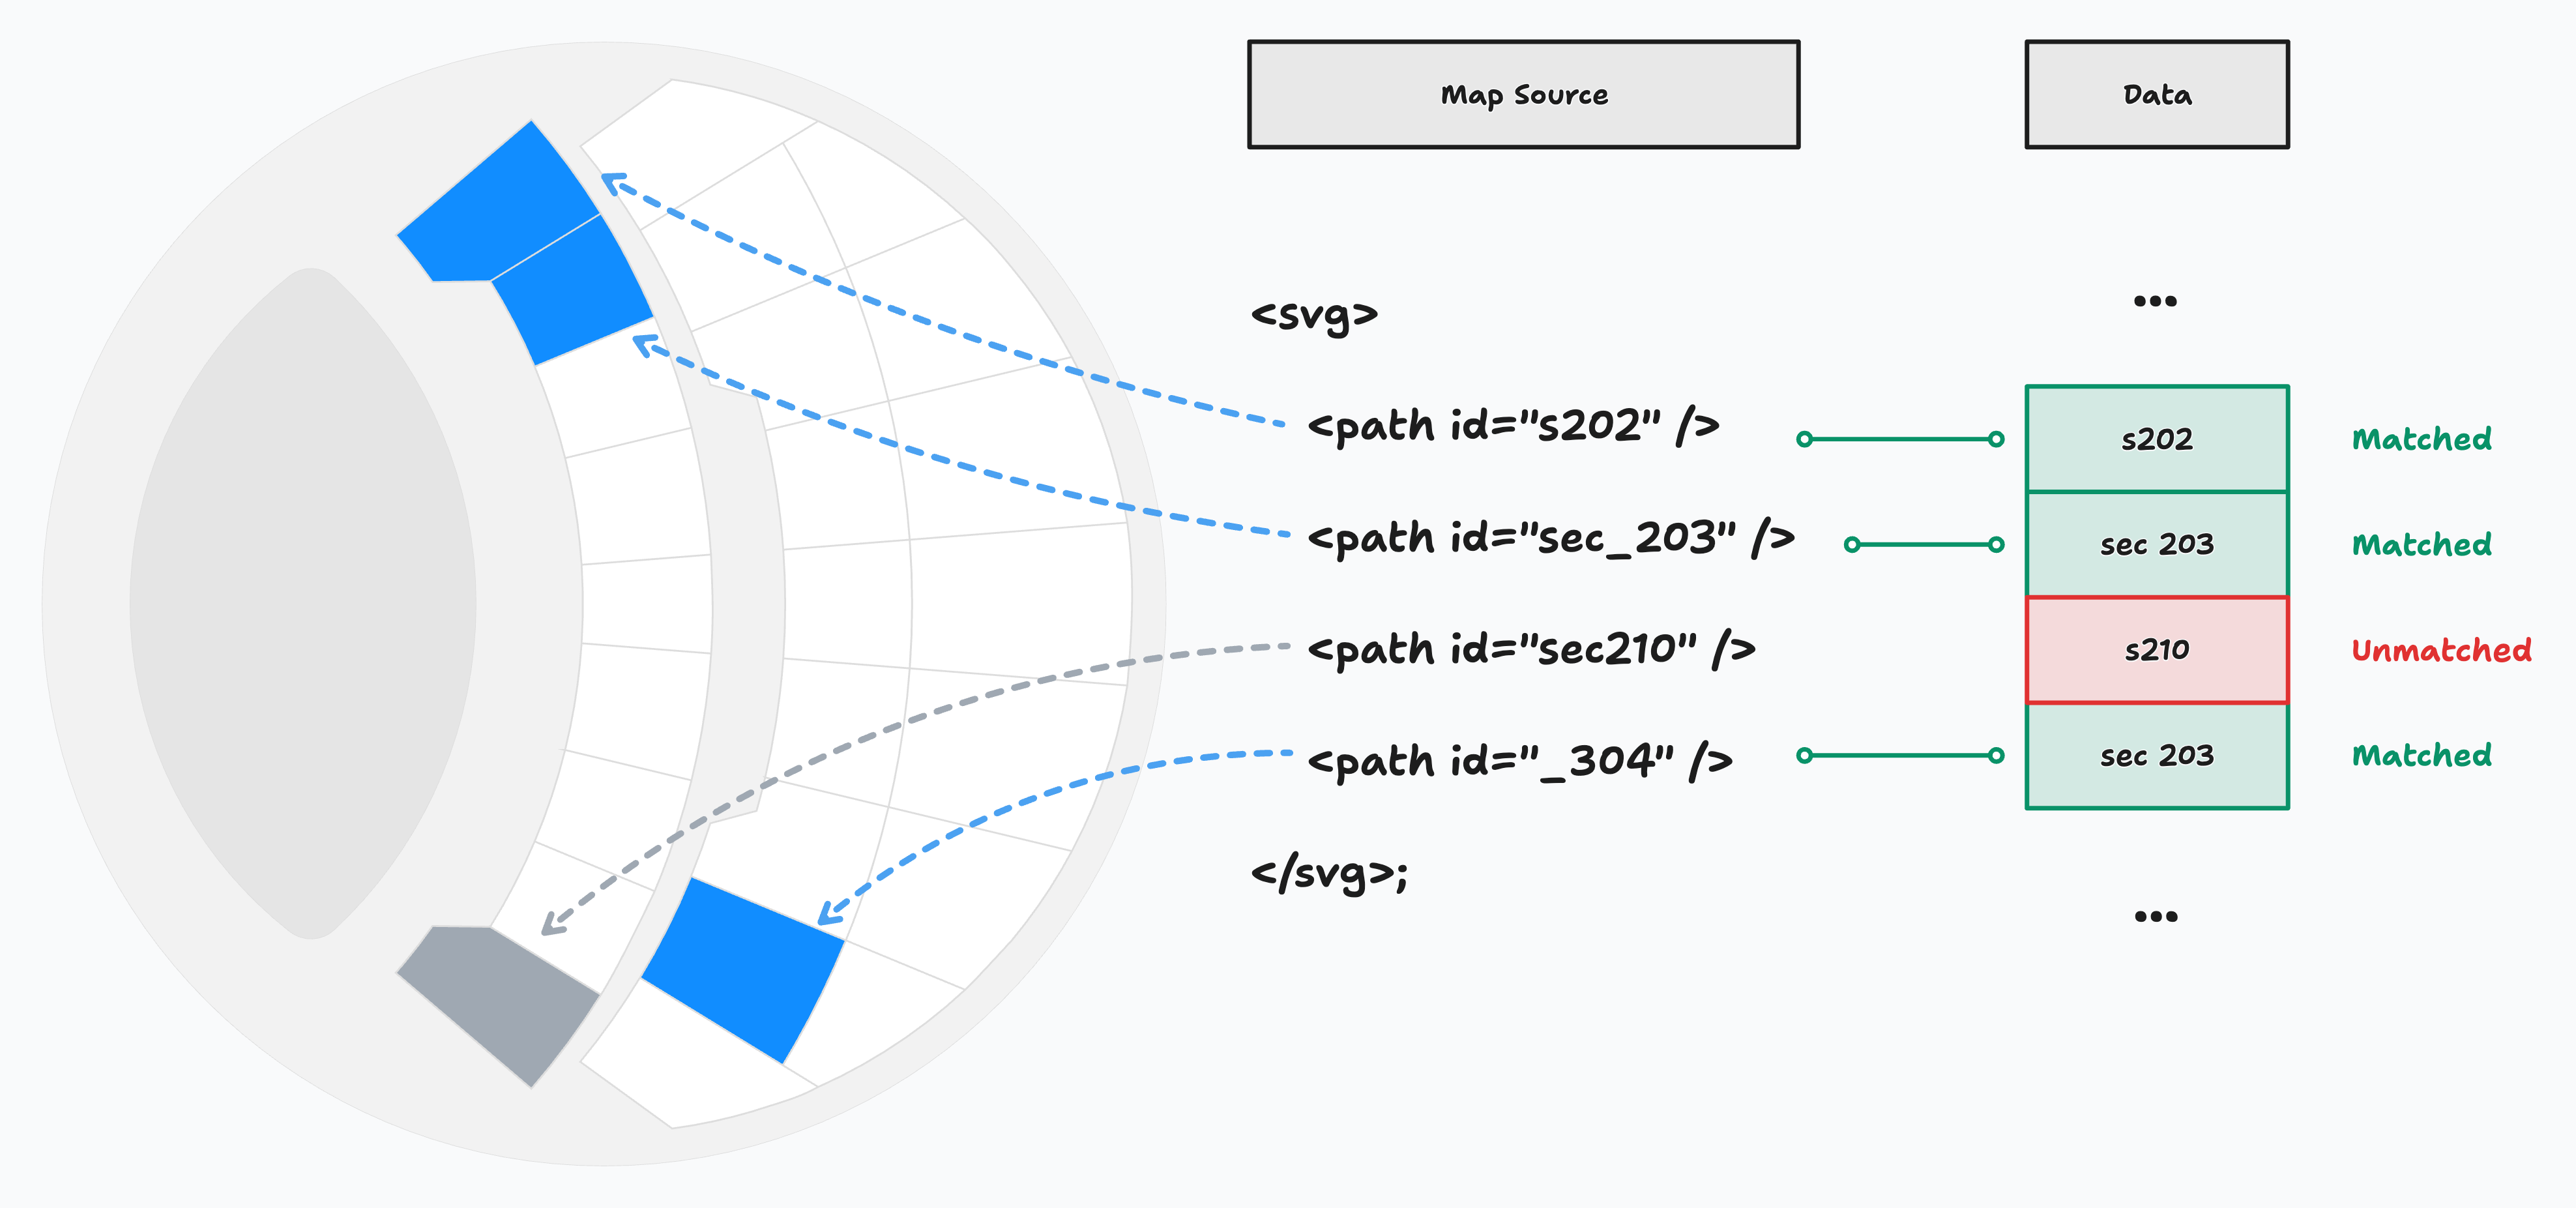 Map Source
Data
<svg>
...
<path id="s202" />
s202
Matched
<path id="sec_203" />
sec 203
Matched
<path id="sec210" />
s210
Unmatched
<path id="_304" />
sec 203
Matched
</svg>;
...